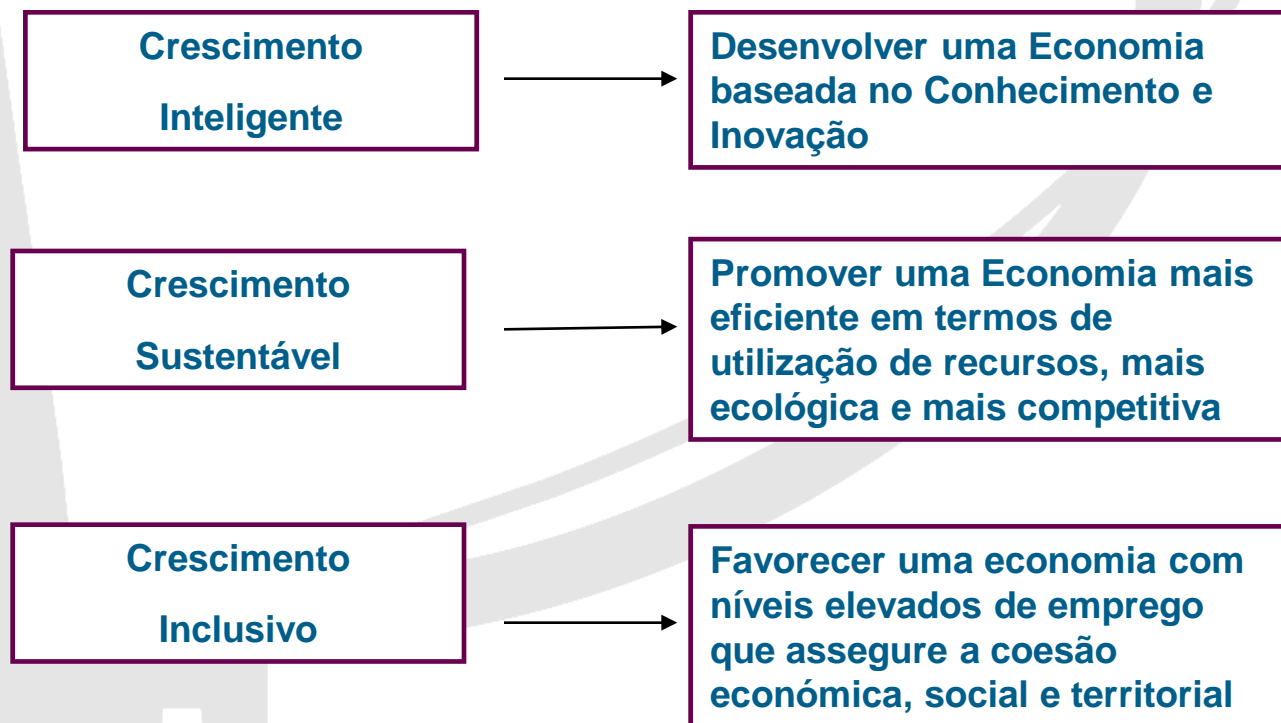 Crescimento
Inteligente
Desenvolver uma Economia
baseada no Conhecimento e
Inovação
Crescimento
Sustentável
Promover uma Economia mais
eficiente em termos de
utilização de recursos, mais
ecológica e mais competitiva
Crescimento
Inclusivo
Favorecer uma economia com
níveis elevados de emprego
que assegure a coesão
económica, social e territorial